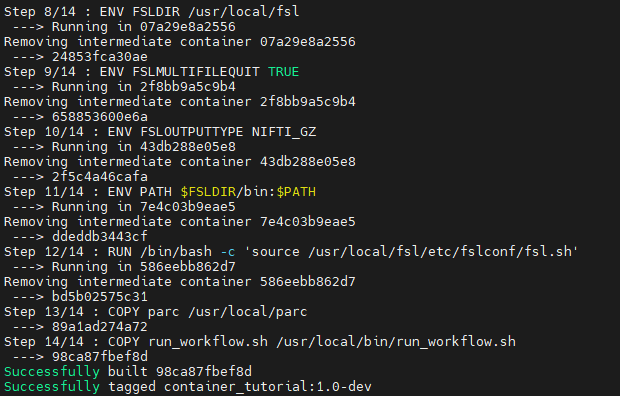 Step 8/14 : ENV FSLDIR /usr/local/fsl
---> Running in 07a29e8a2556
Removing intermediate container 07a29e8a2556
---> 24853fca30ae
Step 9/14 : ENV FSLMULTIFILEQUIT TRUE
---> Running in 2f8bb9a5c9b4
Removing intermediate container 2f8bb9a5c9b4
---> 658853600e6a
Step 10/14 : ENV FSLOUTPUTTYPE NIFTI_GZ
---> Running in 43db288e05e8
Removing intermediate container 43db288e05e8
---> 2f5c4a46cafa
Step 11/14 : ENV PATH $FSLDIR/bin:$PATH
---> Running in 7e4c03b9eae5
Removing intermediate container 7e4c03b9eae5
---> ddeddb3443cf
Step 12/14 : RUN /bin/bash -c 'source /usr/local/fsl/etc/fslconf/fsl.sh'
---> Running in 586eebb862d7
Removing intermediate container 586eebb862d7
---> bd5b02575c31
Step 13/14 : COPY parc /usr/local/parc
---> 89a1ad274a72
Step 14/14 : COPY run_workflow.sh /usr/local/bin/run_workflow.sh
---> 98ca87fbef8d
Successfully built 98ca87fbef8d
Successfully tagged container_tutorial:1.0-dev